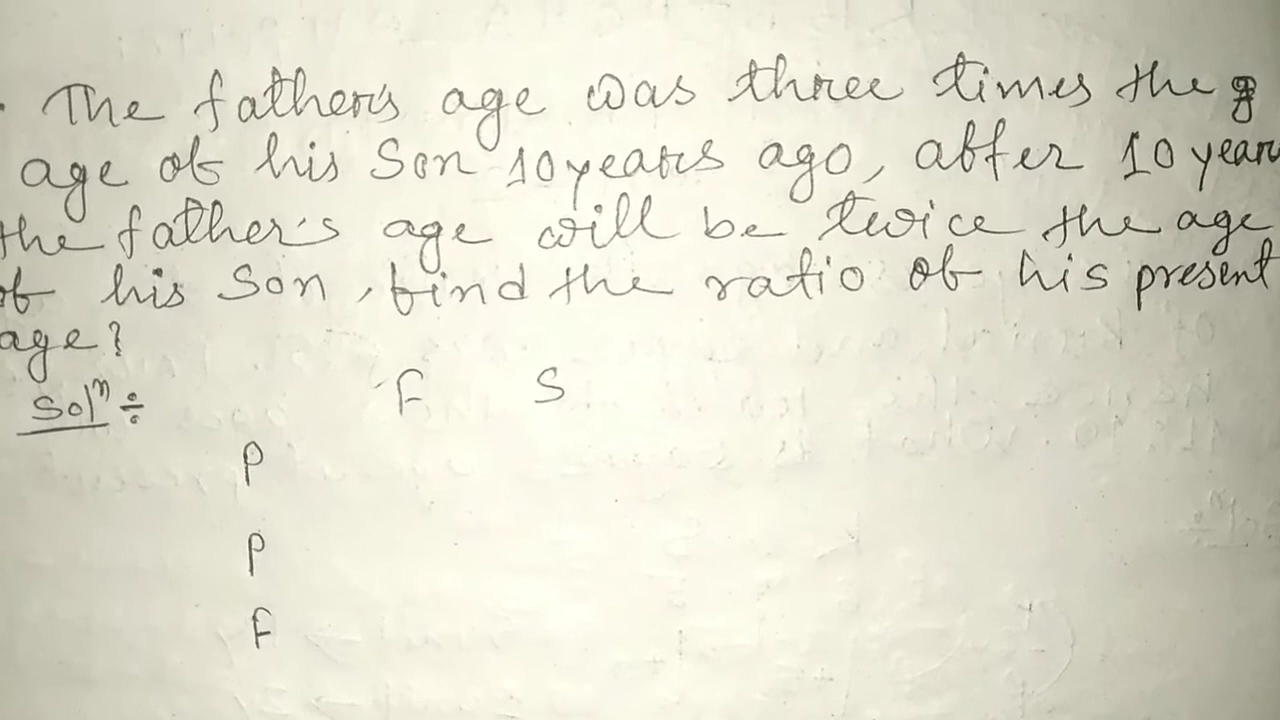 The father's age was three times the
age of his Son 10 years ago, after 10 years
the father's age will be twice the age
of his Son, find the ratio of his present
age?
Solⁿ ÷ F S
P
P
F